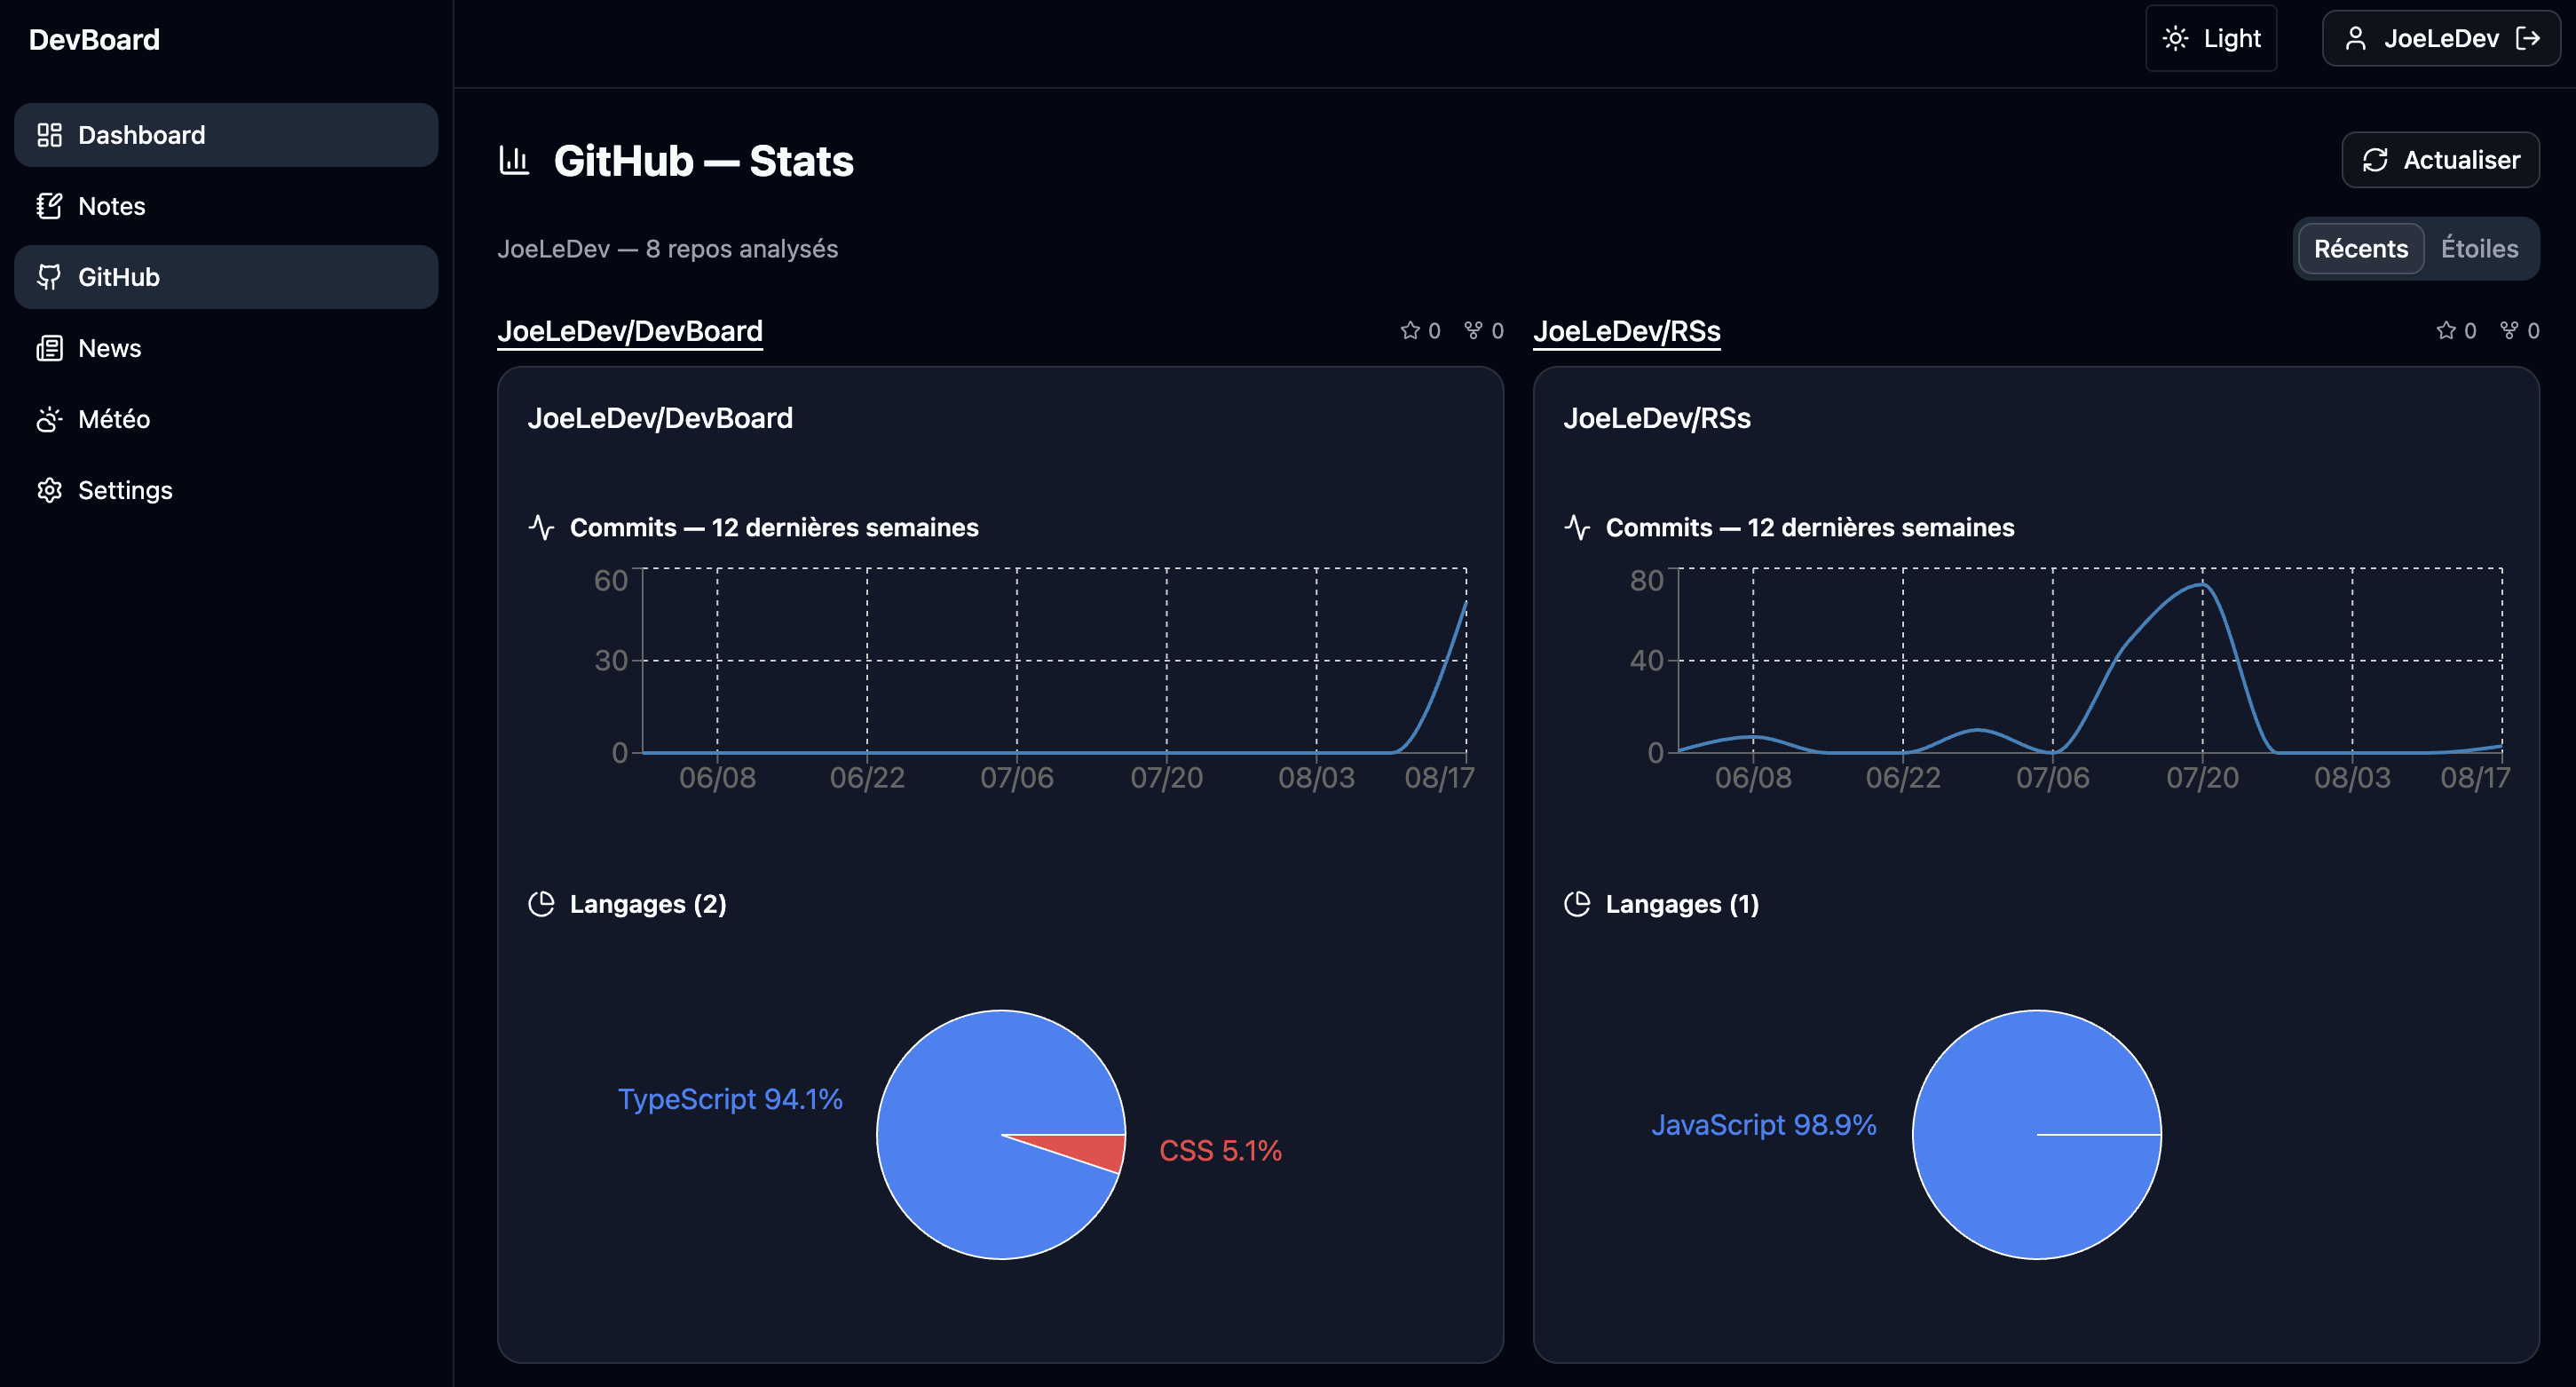 DevBoard
Light
JoeLeDev
Dashboard
Notes
GitHub
News
Météo
Settings
GitHub — Stats
Actualiser
JoeLeDev — 8 repos analysés
Récents
Étoiles
JoeLeDev/DevBoard
0
0
JoeLeDev/DevBoard
Commits — 12 dernières semaines
60
30
0
06/08 06/22 07/06 07/20 08/03 08/17
Langages (2)
TypeScript 94.1%
CSS 5.1%
JoeLeDev/RSs
0
0
JoeLeDev/RSs
Commits — 12 dernières semaines
80
40
0
06/08 06/22 07/06 07/20 08/03 08/17
Langages (1)
JavaScript 98.9%